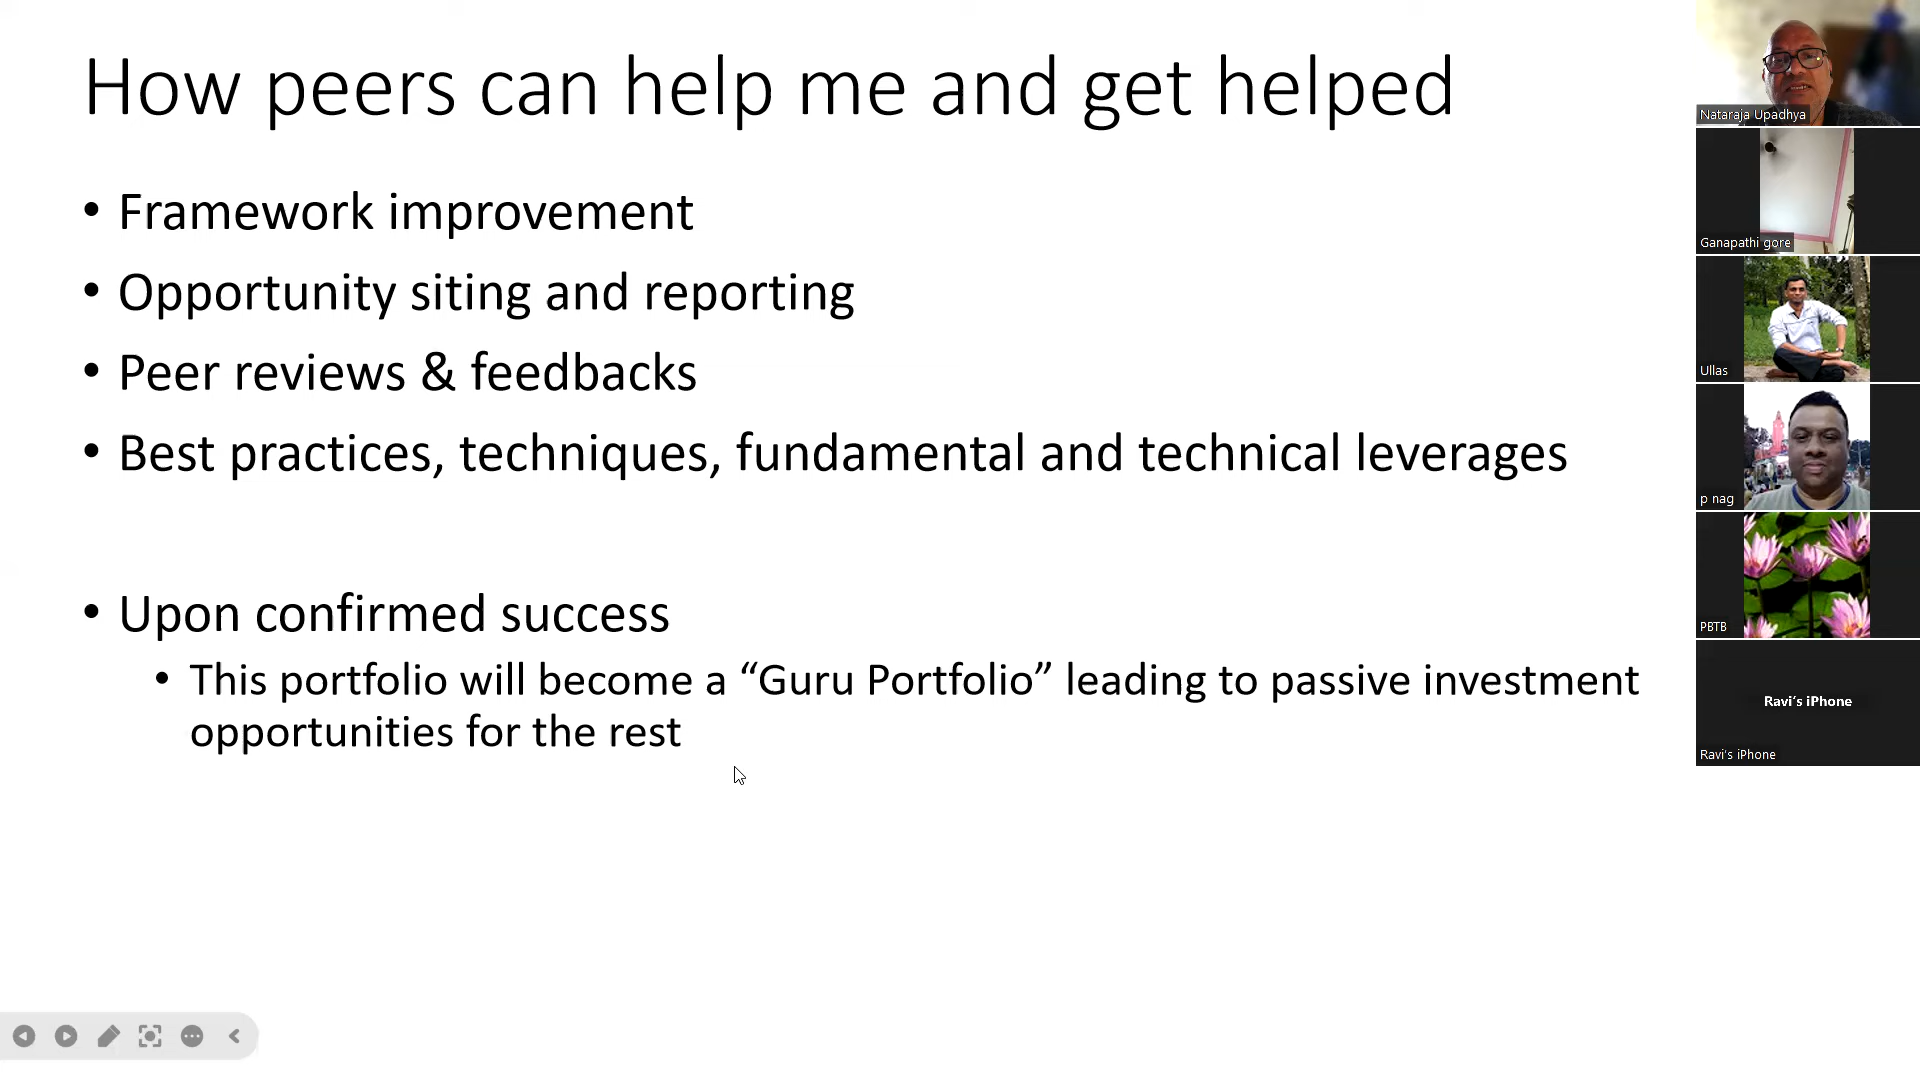 How peers can help me and get helped
• Framework improvement
• Opportunity siting and reporting
• Peer reviews & feedbacks
• Best practices, techniques, fundamental and technical leverages
• Upon confirmed success
• This portfolio will become a “Guru Portfolio” leading to passive investment
opportunities for the rest
Nataraja Upadhya
Ganapathi gore
Ullas
p nag
PBTB
Ravi's iPhone
Ravi's iPhone